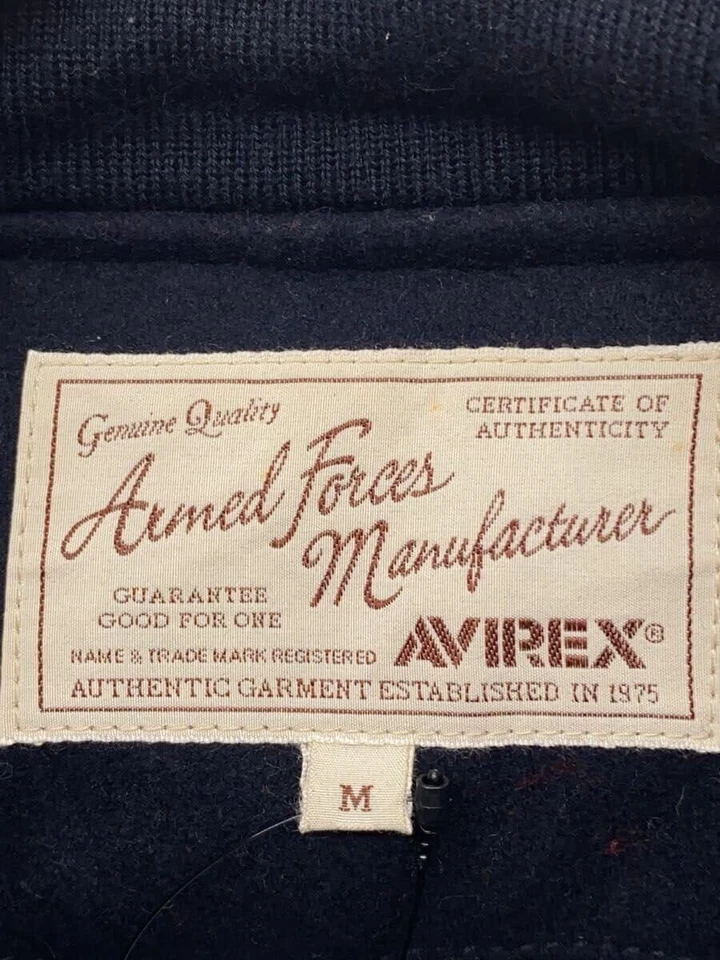 Genuine Quality
CERTIFICATE OF
AUTHENTICITY
Armed Forces
Manufacturer
GUARANTEE
GOOD FOR ONE
NAME & TRADE MARK REGISTERED
AVIREX®
AUTHENTIC GARMENT ESTABLISHED IN 1975
M